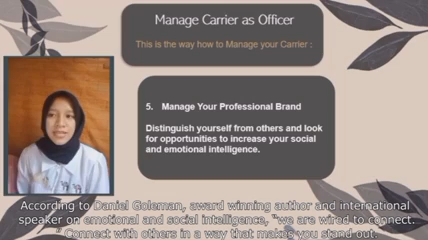 Manage Carrier as Officer
This is the way how to Manage your Carrier ;
5. Manage Your Professional Brand
Distinguish yourself from others and look
for opportunities to increase your social
and emotional intelligence.
According to Daniel Goleman, award winning author and international
speaker on emotional and social intelligence, "we are wired to connect.
" Connect with others in a way that makes you stand out.